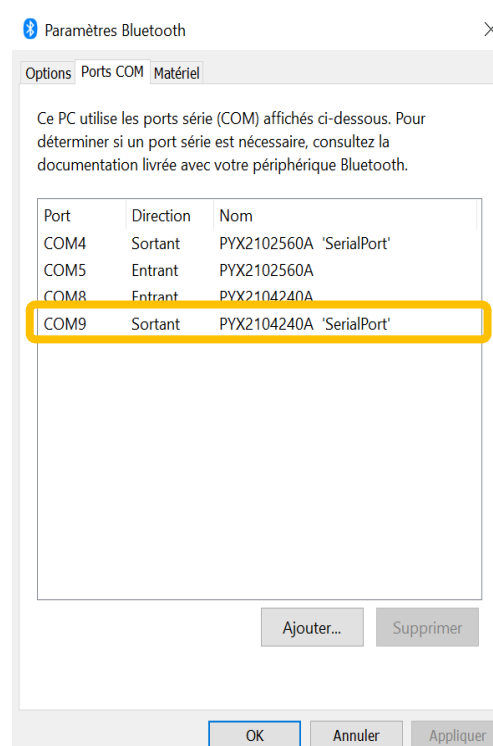 Paramètres Bluetooth
Options Ports COM Matériel
Ce PC utilise les ports série (COM) affichés ci-dessous. Pour
déterminer si un port série est nécessaire, consultez la
documentation livrée avec votre périphérique Bluetooth.
Port Direction Nom
COM4 Sortant PYX2102560A 'SerialPort'
COM5 Entrant PYX2102560A
COM8 Entrant PYX2104240A
COM9 Sortant PYX2104240A 'SerialPort'
Ajouter... Supprimer
OK Annuler Appliquer